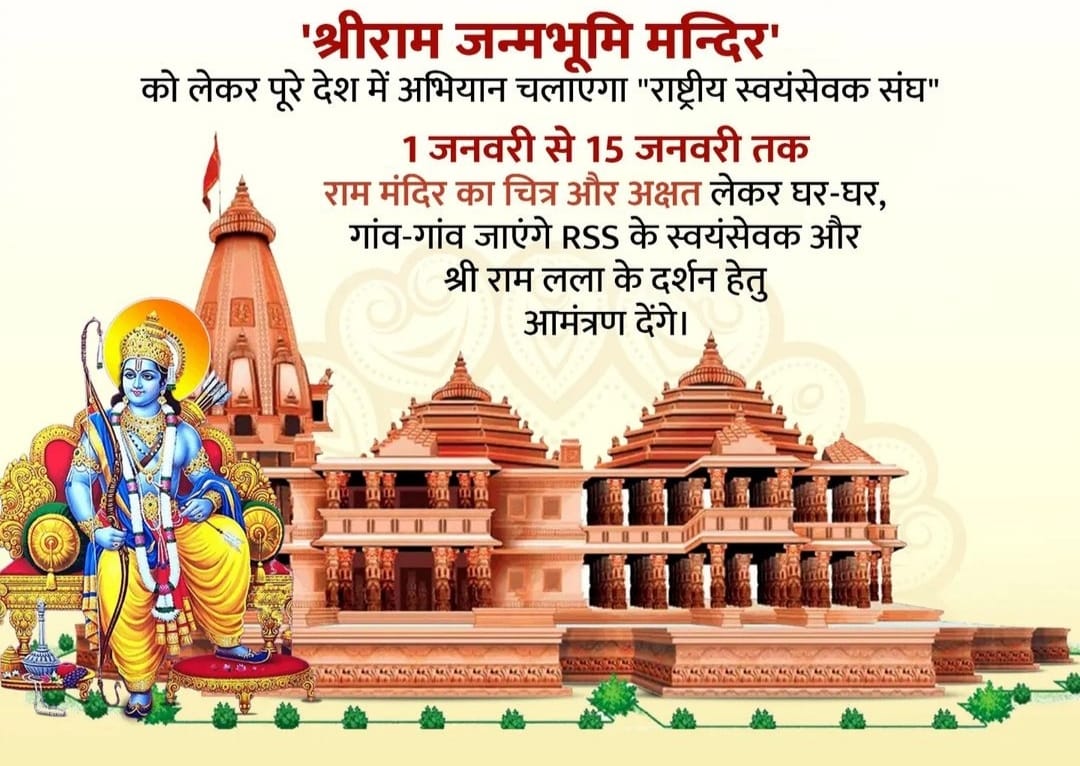 'श्रीराम जन्मभूमि मन्दिर'
को लेकर पूरे देश में अभियान चलाएगा "राष्ट्रीय स्वयंसेवक संघ"
1 जनवरी से 15 जनवरी तक
राम मंदिर का चित्र और अक्षत लेकर घर-घर,
गांव-गांव जाएंगे RSS के स्वयंसेवक और
श्री राम लला के दर्शन हेतु
आमंत्रण देंगे।